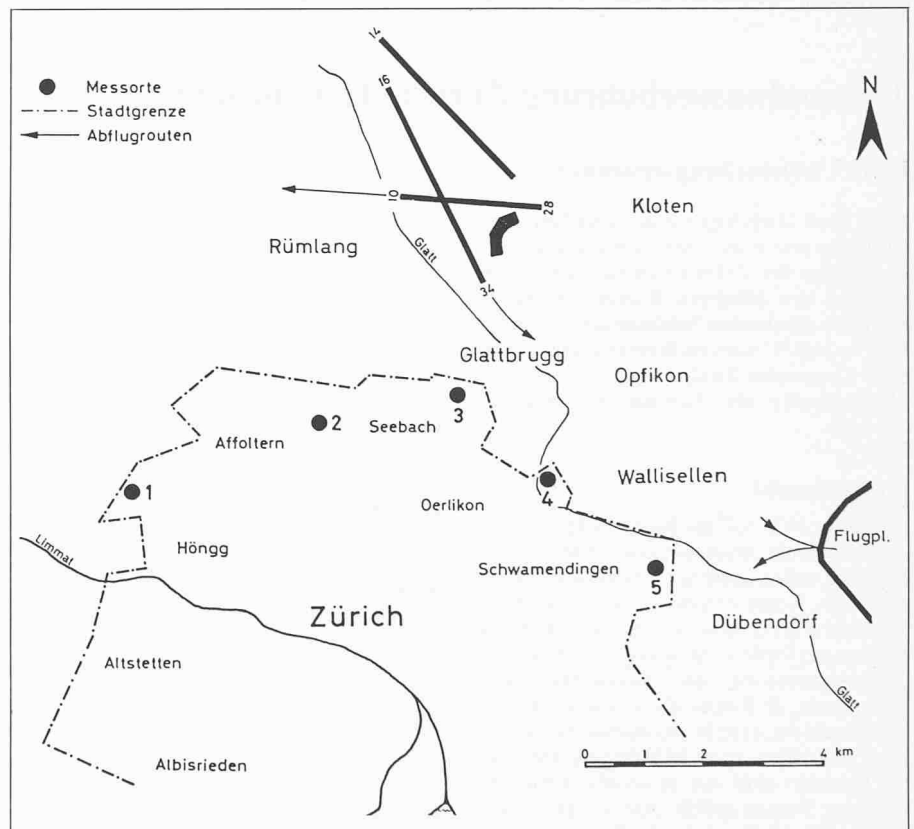 14
Messorte
Stadtgrenze
Abflugrouten
16
N
10
28
Kloten
Rümlang
Glatt
34
Glattbrugg
Opfikon
3
2
Seebach
Affoltern
1
Wallisellen
4
Oerlikon
Limmat
Höngg
Flugpl.
Schwamendingen
5
Zürich
Dübendorf
Altstetten
Glatt
0 1 2 4 km
Albisrieden